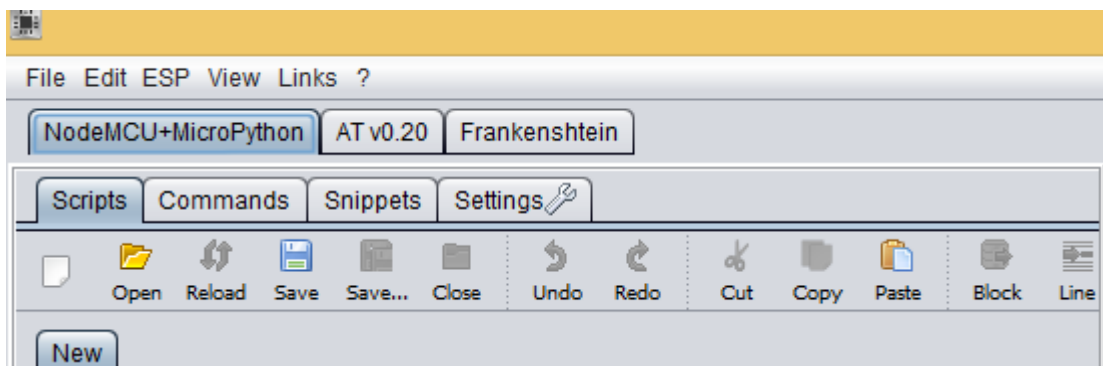 File Edit ESP View Links ?
NodeMCU+MicroPython AT v0.20 Frankenshtein
Scripts Commands Snippets Settings
Open Reload Save Save... Close Undo Redo Cut Copy Paste Block Line
New